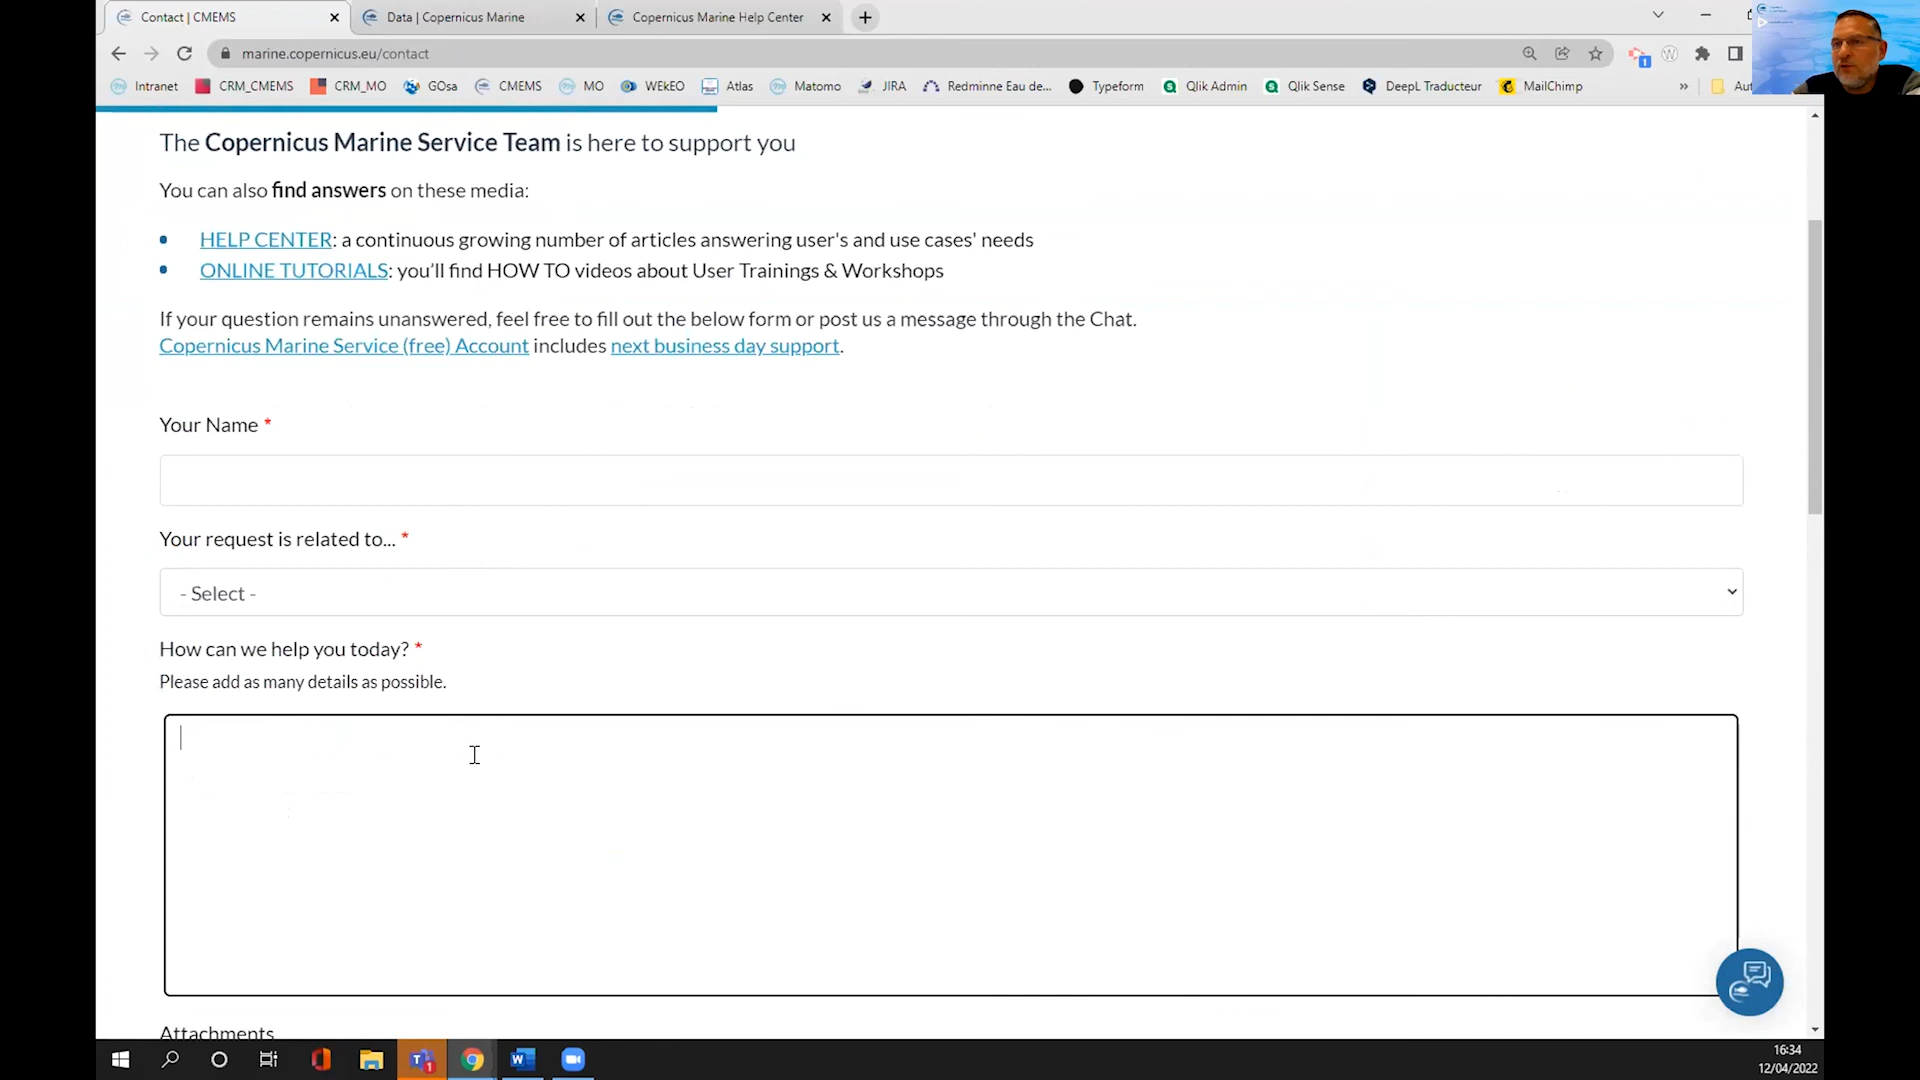 Contact | CMEMS
Data | Copernicus Marine
Copernicus Marine Help Center
marine.copernicus.eu/contact
Intranet
CRM_CMEMS
CRM_MO
GOsa
CMEMS
MO
WEkEO
Atlas
Matomo
JIRA
Redminne Eau de...
Typeform
Qlik Admin
Qlik Sense
DeepL Traducteur
MailChimp
»
The Copernicus Marine Service Team is here to support you
You can also find answers on these media:
• HELP CENTER: a continuous growing number of articles answering user's and use cases' needs
• ONLINE TUTORIALS: you'll find HOW TO videos about User Trainings & Workshops
If your question remains unanswered, feel free to fill out the below form or post us a message through the Chat.
Copernicus Marine Service (free) Account includes next business day support.
Your Name *
Your request is related to... *
- Select -
How can we help you today? *
Please add as many details as possible.
Attachments
16:34
12/04/2022